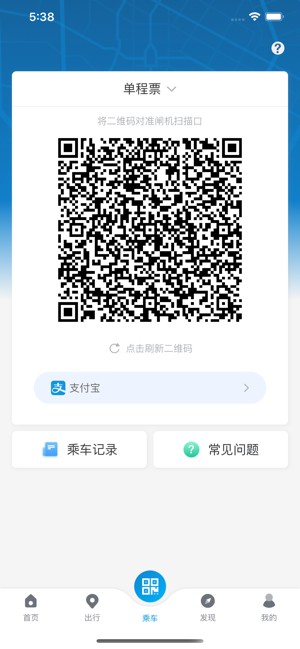 5:38
单程票
将二维码对准闸机扫描口
点击刷新二维码
支 支付宝
乘车记录
? 常见问题
首页
出行
乘车
发现
我的